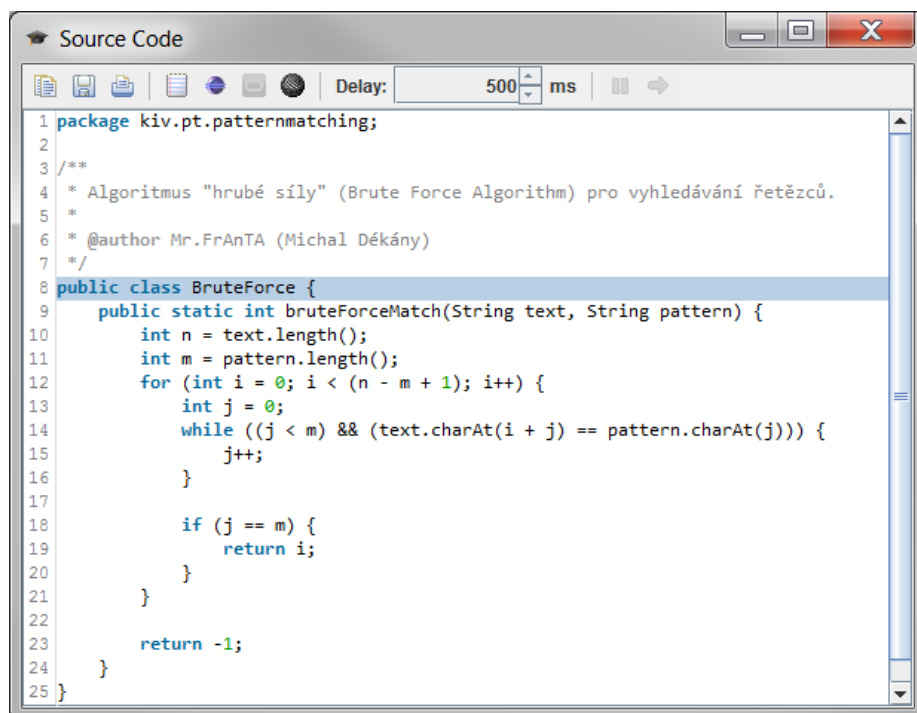 Source Code
Delay: 500 ms
1 package kiv.pt.patternmatching;
2
3 /**
4  * Algoritmus "hrubé síly" (Brute Force Algorithm) pro vyhledávání řetězců.
5  *
6  * @author Mr.FrAnTA (Michal Dékány)
7  */
8 public class BruteForce {
9     public static int bruteForceMatch(String text, String pattern) {
10         int n = text.length();
11         int m = pattern.length();
12         for (int i = 0; i < (n - m + 1); i++) {
13             int j = 0;
14             while ((j < m) && (text.charAt(i + j) == pattern.charAt(j))) {
15                 j++;
16             }
17
18             if (j == m) {
19                 return i;
20             }
21         }
22
23         return -1;
24     }
25 }